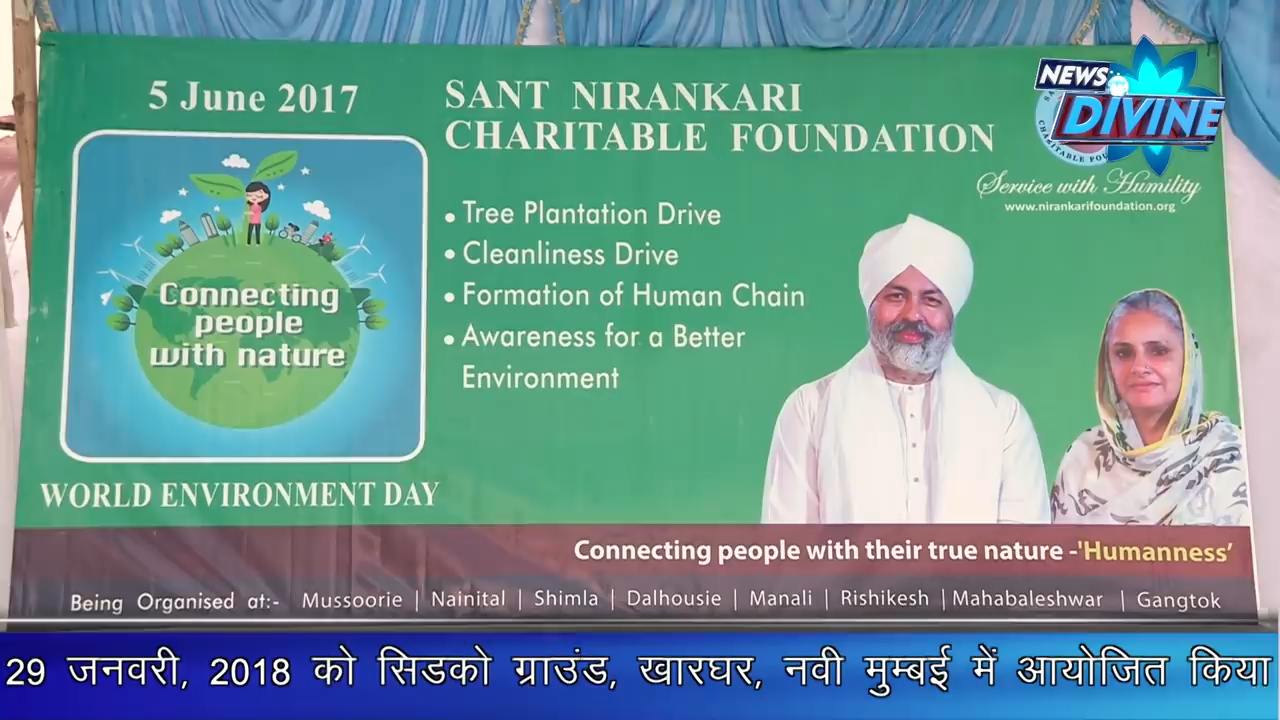 5 June 2017
SANT NIRANKARI
CHARITABLE FOUNDATION
NEWS
DIVINE
CHARITABLE
Service with Humility
www.nirankarifoundation.org
• Tree Plantation Drive
• Cleanliness Drive
• Formation of Human Chain
• Awareness for a Better
Environment
Connecting
people
with nature
WORLD ENVIRONMENT DAY
Connecting people with their true nature -'Humanness'
Being Organised at:- Mussoorie | Nainital | Shimla | Dalhousie | Manali | Rishikesh | Mahabaleshwar | Gangtok
29 जनवरी, 2018 को सिडको ग्राउंड, खारघर, नवी मुम्बई में आयोजित किया